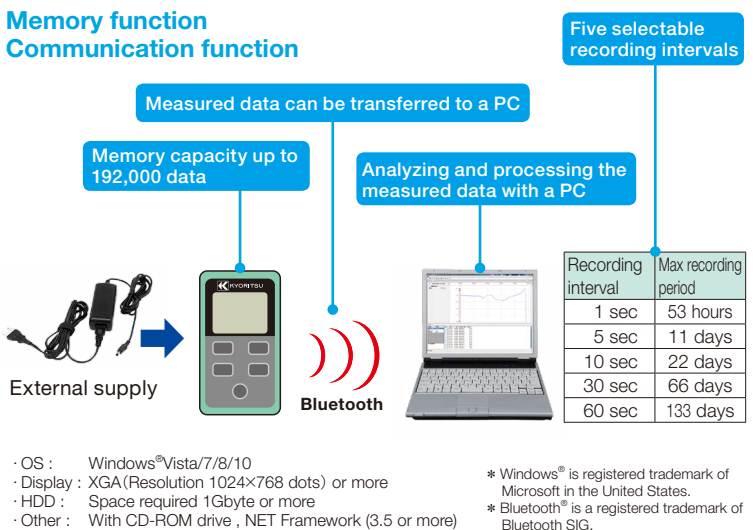 Memory function
Communication function
Five selectable
recording intervals
Measured data can be transferred to a PC
Memory capacity up to
192,000 data
Analyzing and processing the
measured data with a PC
KYORITSU
External supply
Bluetooth
Recording interval Max recording period
1 sec 53 hours
5 sec 11 days
10 sec 22 days
30 sec 66 days
60 sec 133 days
· OS : Windows®Vista/7/8/10
· Display : XGA(Resolution 1024×768 dots) or more
· HDD : Space required 1Gbyte or more
· Other : With CD-ROM drive , NET Framework (3.5 or more)
* Windows® is registered trademark of
Microsoft in the United States.
* Bluetooth® is a registered trademark of
Bluetooth SIG.